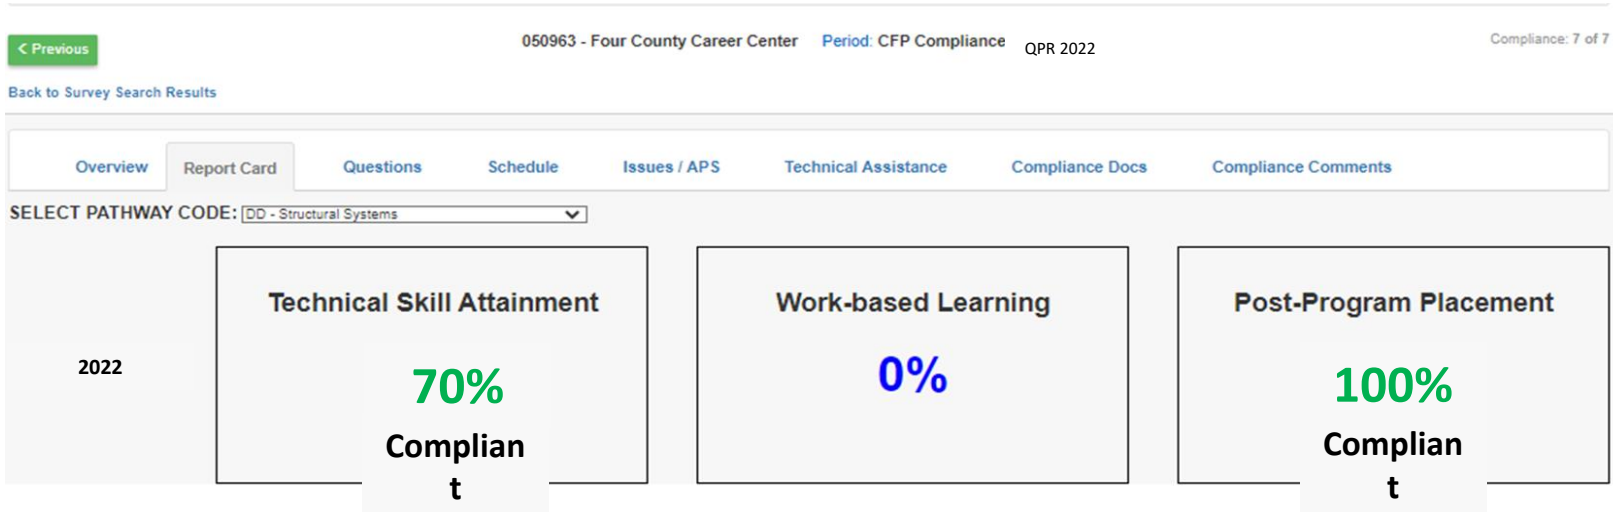 < Previous
050963 - Four County Career Center Period: CFP Compliance QPR 2022
Compliance: 7 of 7
Back to Survey Search Results
Overview Report Card Questions Schedule Issues / APS Technical Assistance Compliance Docs Compliance Comments
SELECT PATHWAY CODE: DD - Structural Systems
Technical Skill Attainment
Work-based Learning
Post-Program Placement
2022
70%
0%
100%
Complian
t
Complian
t